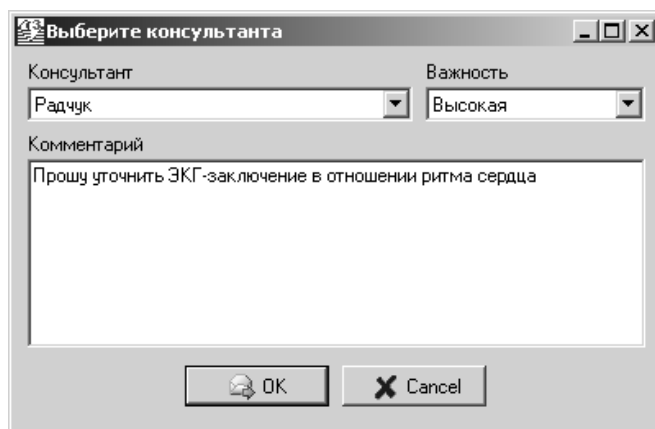 Выберите консультанта
Консультант Важность
Радчук Высокая
Комментарий
Прошу уточнить ЭКГ-заключение в отношении ритма сердца
OK Cancel